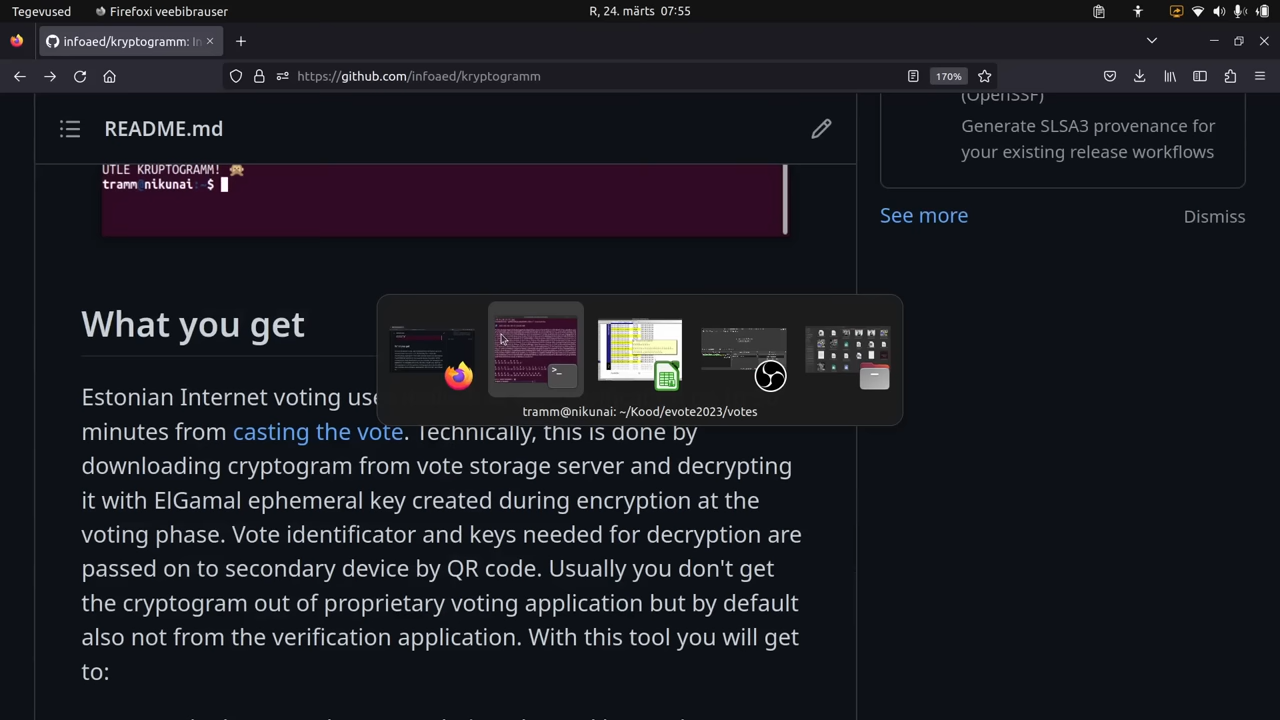 Tegevused
Firefoxi veebibrauser
R, 24. märts 07:55
infoaed/kryptogramm: In
https://github.com/infoaed/kryptogramm
170%
README.md
UTLE KRUPTOGRAMM!
tramm@nikunai:~$
(OpenSSF)
Generate SLSA3 provenance for
your existing release workflows
See more
Dismiss
tramm@nikunai: ~/Kood/evote2023/votes
What you get
Estonian Internet voting use
minutes from casting the vote. Technically, this is done by
downloading cryptogram from vote storage server and decrypting
it with ElGamal ephemeral key created during encryption at the
voting phase. Vote identificator and keys needed for decryption are
passed on to secondary device by QR code. Usually you don't get
the cryptogram out of proprietary voting application but by default
also not from the verification application. With this tool you will get
to: